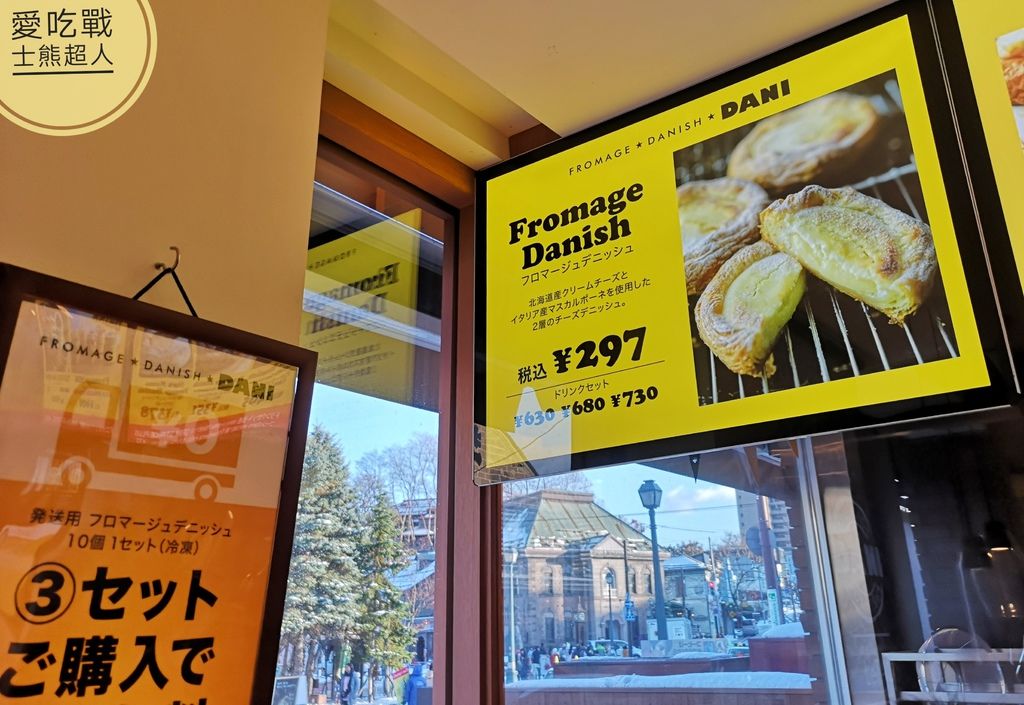 愛吃戰
士熊超人
FROMAGE★DANISH★DANI
Fromage
Danish
フロマージュデニッシュ
北海道産クリームチーズと
イタリア産マスカルポーネを使用した
2層のチーズデニッシュ。
税込 ¥297
ドリンクセット
¥630 ¥680 ¥730
FROMAGE★DANISH★DANI
発送用 フロマージュデニッシュ
10個1セット(冷凍)
③セット
ご購入で